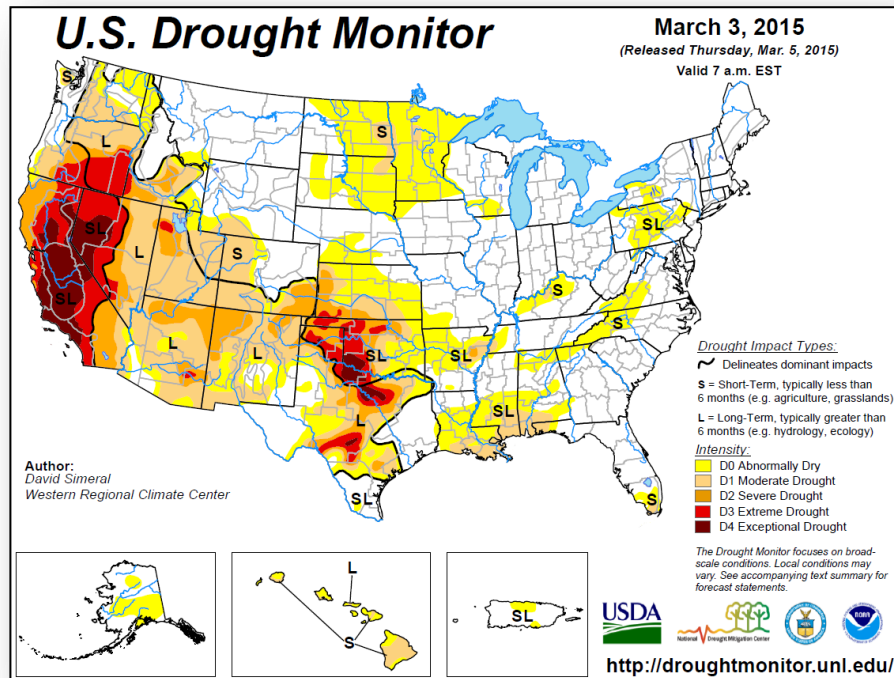 U.S. Drought Monitor
March 3, 2015
(Released Thursday, Mar. 5, 2015)
Valid 7 a.m. EST
S
L
S
L
SL
SL
L
S
L
L
SL
L
SL
SL
SL
S
S
SL
S
Drought Impact Types:
Delineates dominant impacts
S = Short-Term, typically less than
6 months (e.g. agriculture, grasslands)
L = Long-Term, typically greater than
6 months (e.g. hydrology, ecology)
Intensity:
D0 Abnormally Dry
D1 Moderate Drought
D2 Severe Drought
D3 Extreme Drought
D4 Exceptional Drought
Author:
David Simeral
Western Regional Climate Center
The Drought Monitor focuses on broad-
scale conditions. Local conditions may
vary. See accompanying text summary for
forecast statements.
L
S
SL
USDA
National Drought Mitigation Center
NOAA
http://droughtmonitor.unl.edu/